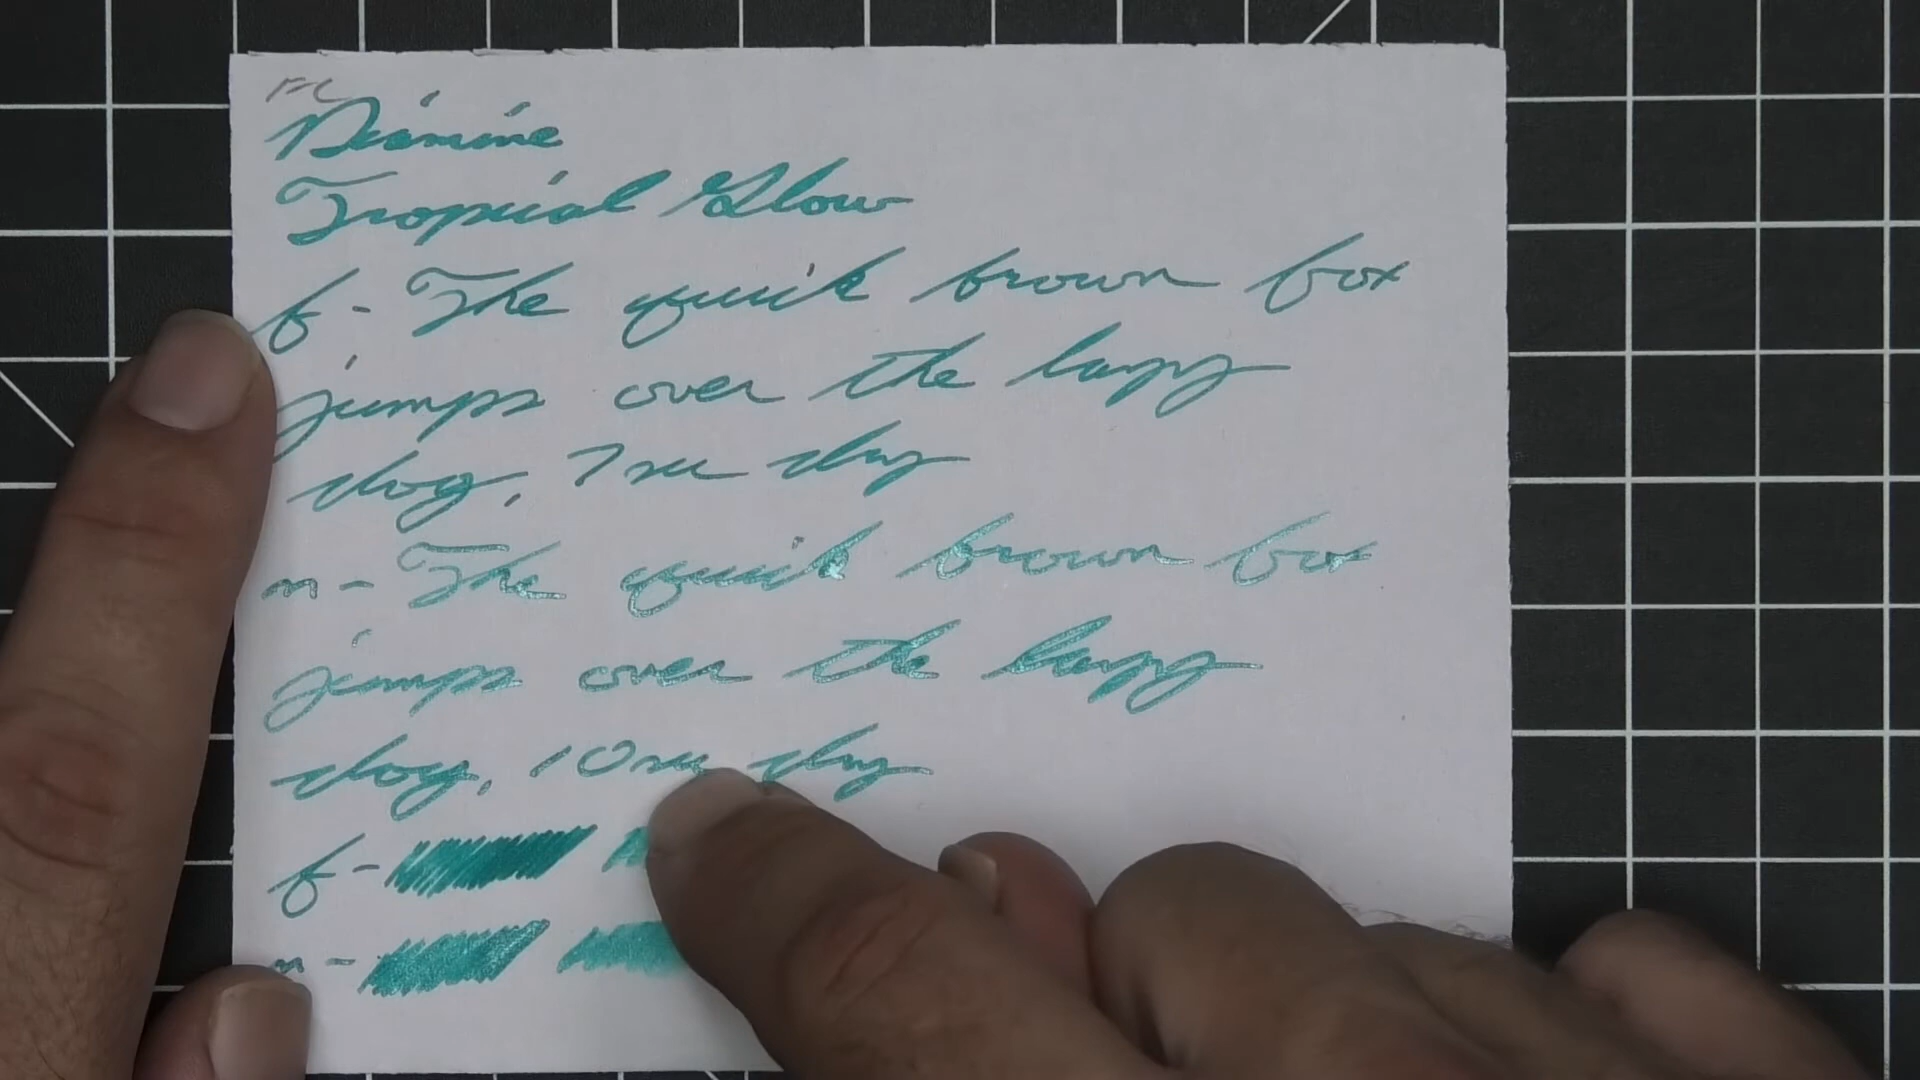 FC
Diamine
Tropical Glow
f - The quick brown fox
jumps over the lazy
dog, 7 sec dry
m - The quick brown fox
jumps over the lazy
dog, 10 sec dry
f -
m -